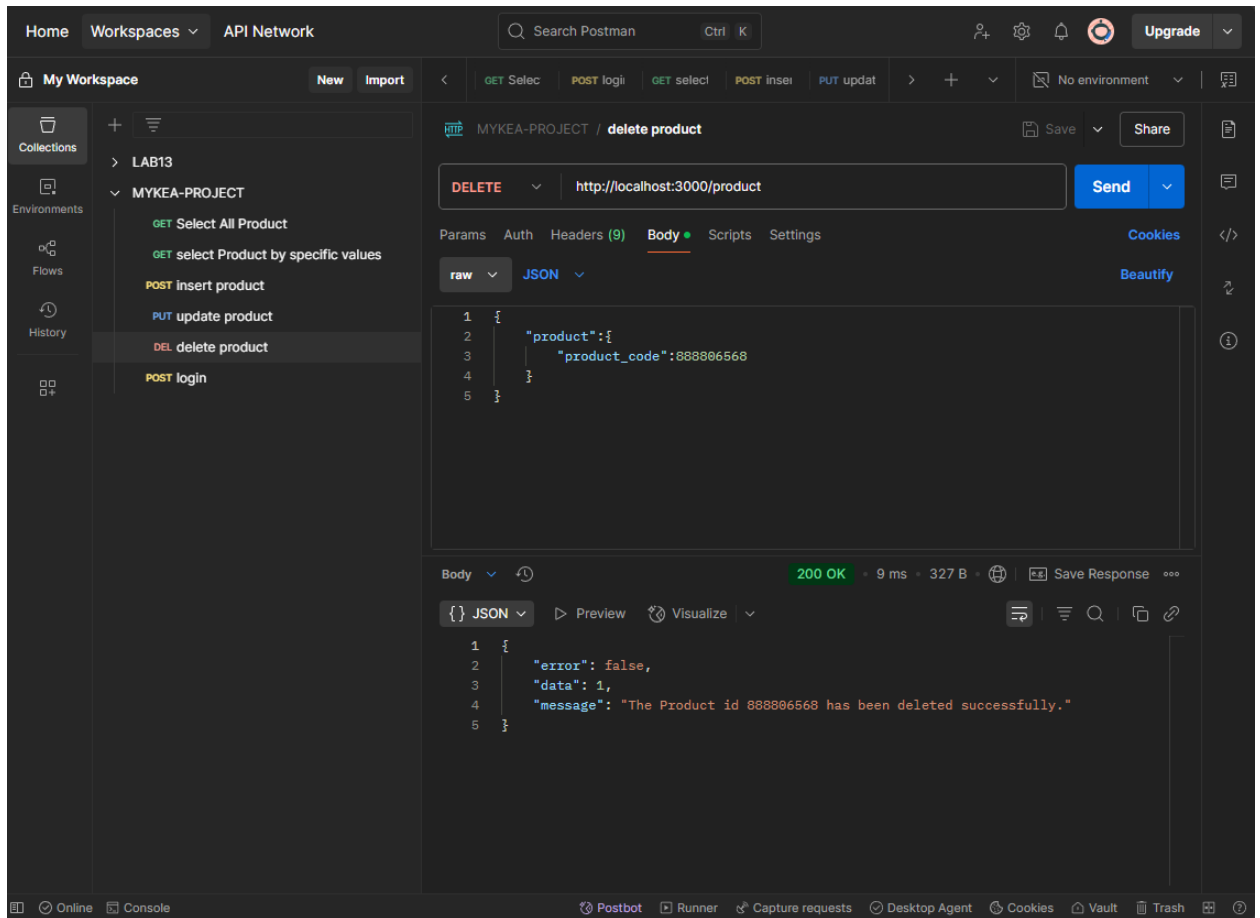 Home Workspaces API Network Search Postman Ctrl K Upgrade
My Workspace New Import GET Selec POST logi GET select POST inser PUT updat No environment
Collections
Environments
Flows
History
LAB13
MYKEA-PROJECT
GET Select All Product
GET select Product by specific values
POST insert product
PUT update product
DEL delete product
POST login
HTTP MYKEA-PROJECT / delete product Save Share
DELETE http://localhost:3000/product Send
Params Auth Headers (9) Body Scripts Settings Cookies
raw JSON Beautify
1 {
2 "product":{
3 "product_code":888806568
4 }
5 }
Body 200 OK 9 ms 327 B e.g. Save Response
{} JSON Preview Visualize
1 {
2 "error": false,
3 "data": 1,
4 "message": "The Product id 888806568 has been deleted successfully."
5 }
Online Console Postbot Runner Capture requests Desktop Agent Cookies Vault Trash